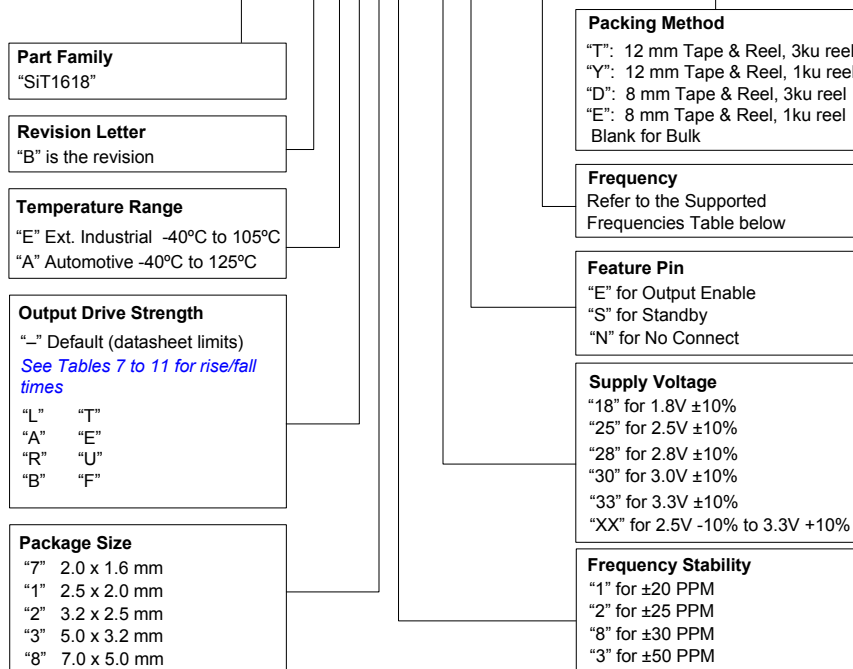 Part Family
“SiT1618”
Revision Letter
“B” is the revision
Temperature Range
“E” Ext. Industrial -40ºC to 105ºC
“A” Automotive -40ºC to 125ºC
Output Drive Strength
“–” Default (datasheet limits)
See Tables 7 to 11 for rise/fall
times
“L” “T”
“A” “E”
“R” “U”
“B” “F”
Package Size
“7” 2.0 x 1.6 mm
“1” 2.5 x 2.0 mm
“2” 3.2 x 2.5 mm
“3” 5.0 x 3.2 mm
“8” 7.0 x 5.0 mm
Packing Method
“T”: 12 mm Tape & Reel, 3ku reel
“Y”: 12 mm Tape & Reel, 1ku reel
“D”: 8 mm Tape & Reel, 3ku reel
“E”: 8 mm Tape & Reel, 1ku reel
Blank for Bulk
Frequency
Refer to the Supported
Frequencies Table below
Feature Pin
“E” for Output Enable
“S” for Standby
“N” for No Connect
Supply Voltage
“18” for 1.8V ±10%
“25” for 2.5V ±10%
“28” for 2.8V ±10%
“30” for 3.0V ±10%
“33” for 3.3V ±10%
“XX” for 2.5V -10% to 3.3V +10%
Frequency Stability
“1” for ±20 PPM
“2” for ±25 PPM
“8” for ±30 PPM
“3” for ±50 PPM